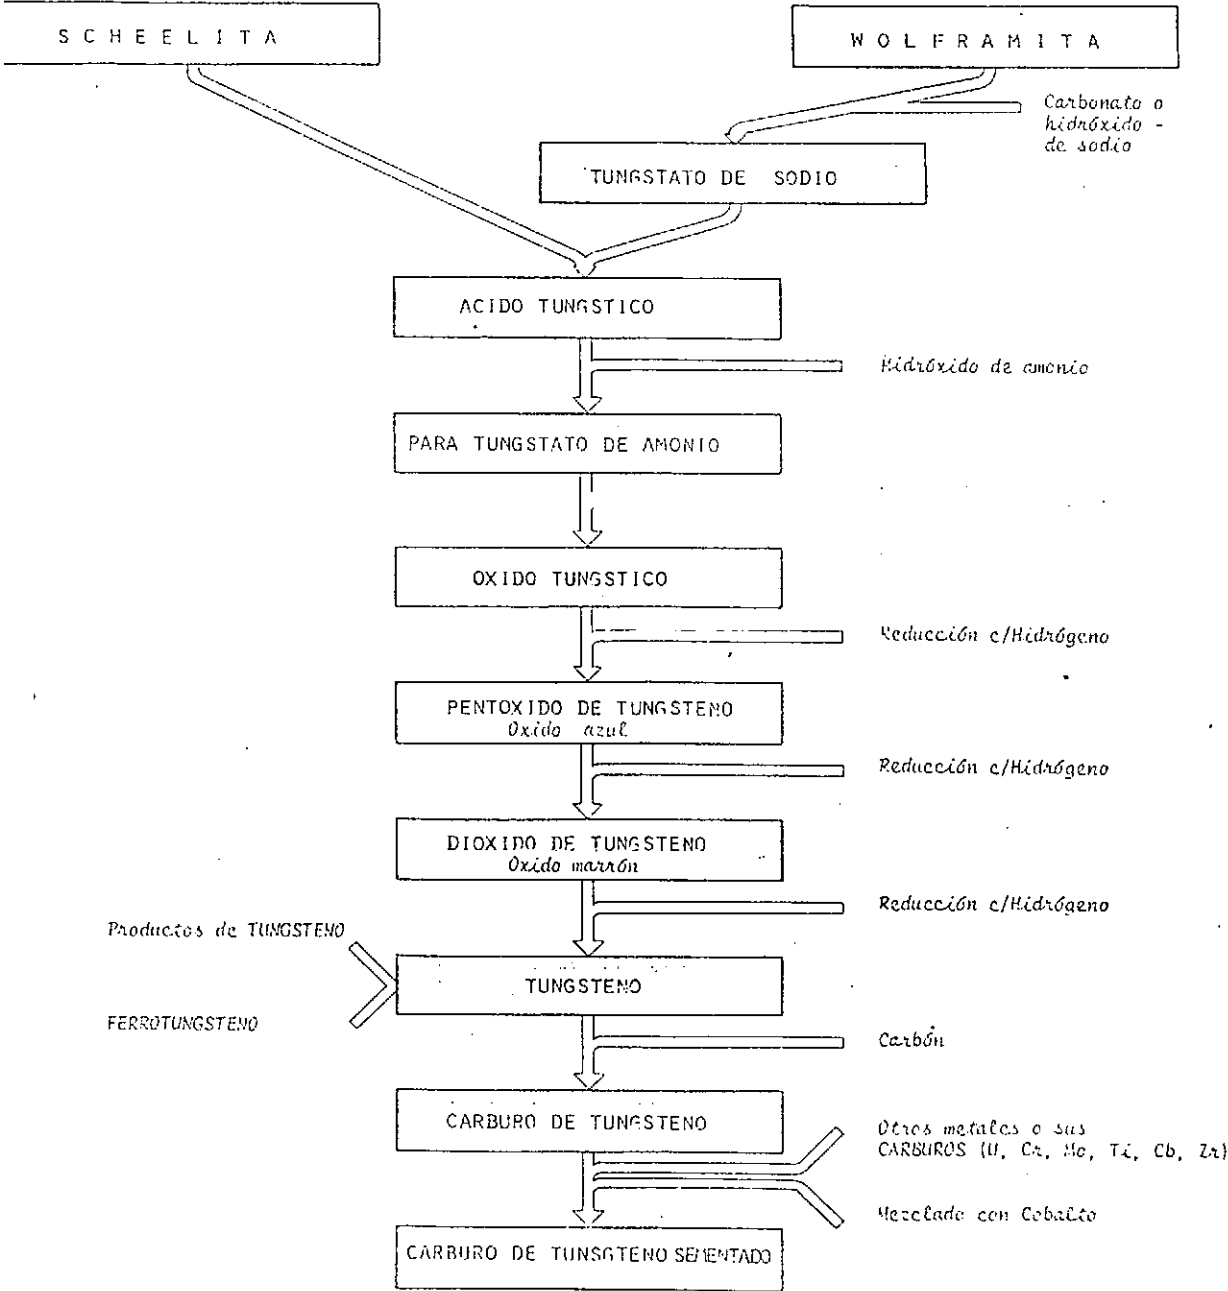 SCHEELITA
WOLFRAMITA
Carbonato o
hidróxido -
de sodio
TUNGSTATO DE SODIO
ACIDO TUNGSTICO
Hidróxido de amonio
PARA TUNGSTATO DE AMONIO
OXIDO TUNGSTICO
Reducción c/Hidrógeno
PENTOXIDO DE TUNGSTENO
Oxido azul
Reducción c/Hidrógeno
DIOXIDO DE TUNGSTENO
Oxido marrón
Reducción c/Hidrógeno
Productos de TUNGSTENO
TUNGSTENO
FERROTUNGSTENO
Carbón
CARBURO DE TUNGSTENO
Otros metales o sus
CARBUROS (U, Cr, Mo, Ti, Cb, Zr)
Mezclado con Cobalto
CARBURO DE TUNSGTENO SEMENTADO